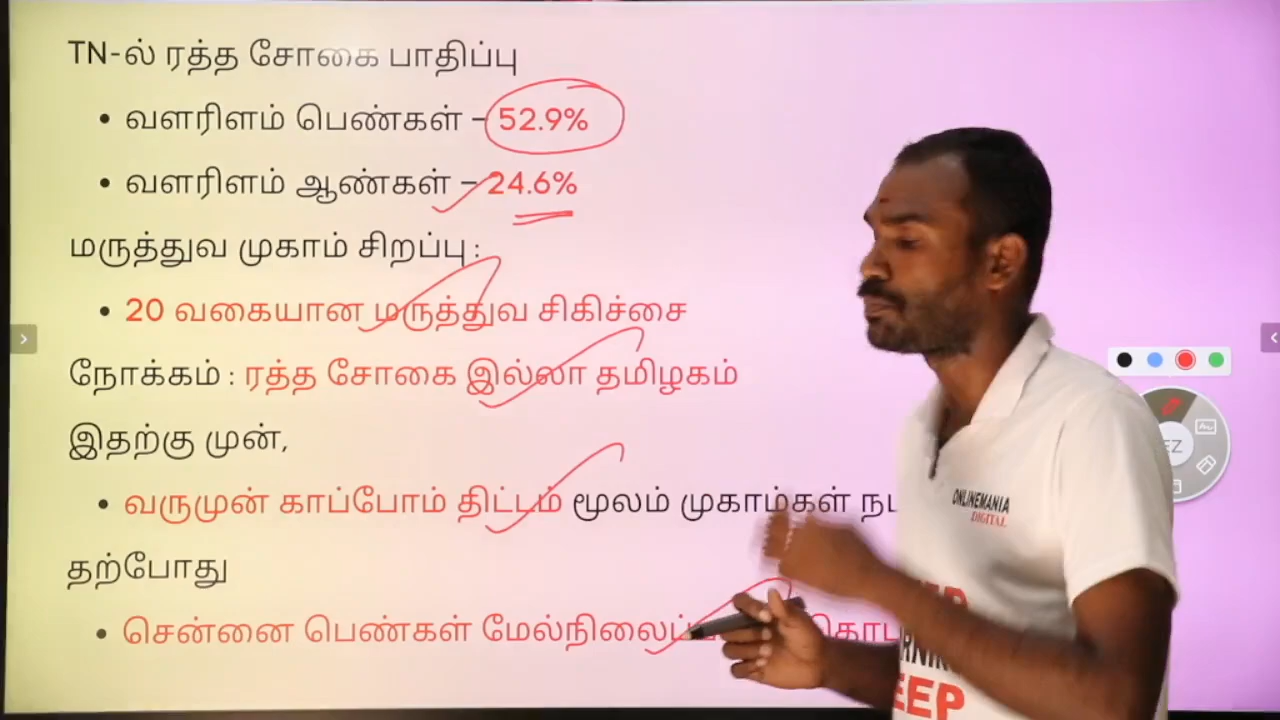 TN-ல் ரத்த சோகை பாதிப்பு
• வளரிளம் பெண்கள் – 52.9%
• வளரிளம் ஆண்கள் – 24.6%
மருத்துவ முகாம் சிறப்பு :
• 20 வகையான மருத்துவ சிகிச்சை
நோக்கம் : ரத்த சோகை இல்லா தமிழகம்
இதற்கு முன்,
• வருமுன் காப்போம் திட்டம் மூலம் முகாம்கள்
தற்போது
• சென்னை பெண்கள்
ONLINEMANIA
DIGITAL
EZ